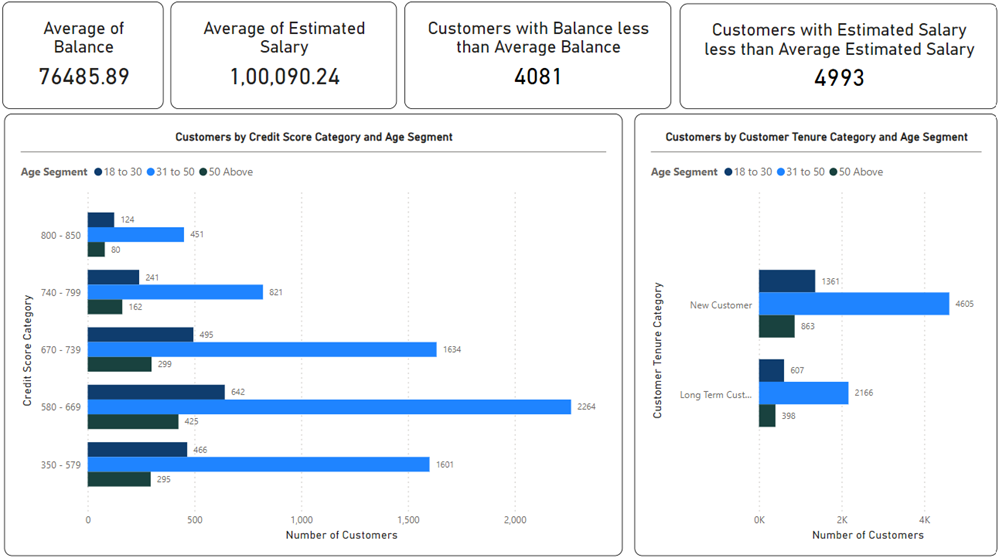 Average of
Balance
76485.89
Average of Estimated
Salary
1,00,090.24
Customers with Balance less
than Average Balance
4081
Customers with Estimated Salary
less than Average Estimated Salary
4993
Customers by Credit Score Category and Age Segment
Age Segment 18 to 30 31 to 50 50 Above
Credit Score Category
800 - 850
124
451
80
740 - 799
241
821
162
670 - 739
495
1634
299
580 - 669
642
2264
425
350 - 579
466
1601
295
0 500 1,000 1,500 2,000
Number of Customers
Customers by Customer Tenure Category and Age Segment
Age Segment 18 to 30 31 to 50 50 Above
Customer Tenure Category
New Customer
1361
4605
863
Long Term Cust...
607
2166
398
0K 2K 4K
Number of Customers